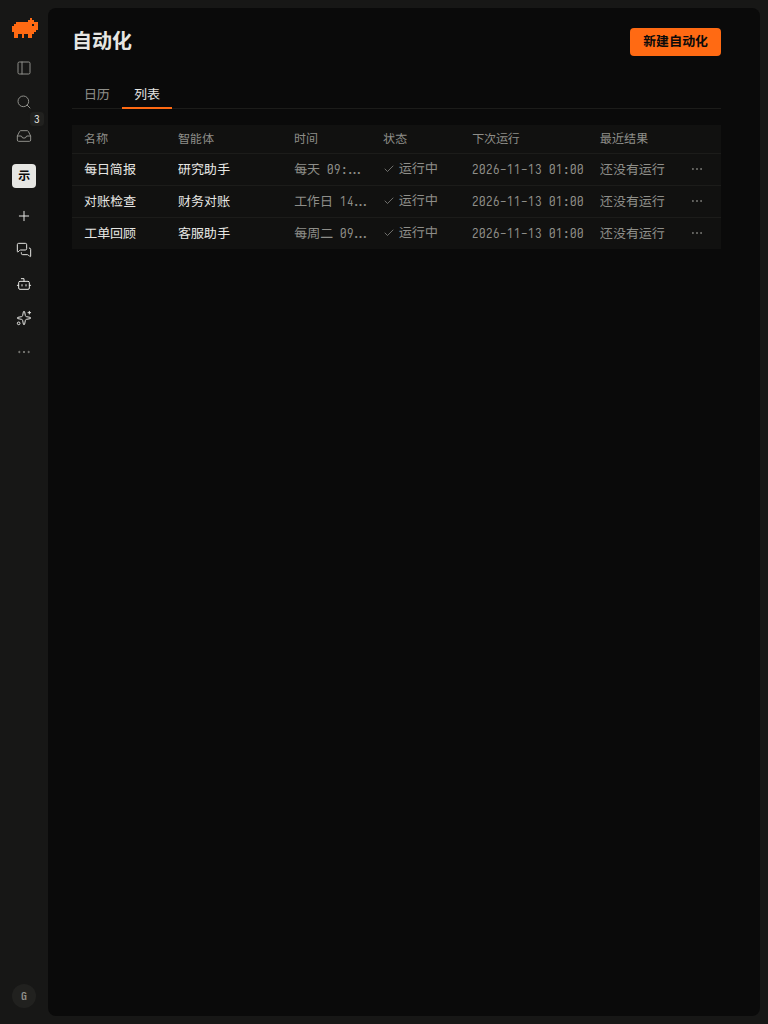 自动化
新建自动化
日历 列表
3
示
名称 智能体 时间 状态 下次运行 最近结果
每日简报 研究助手 每天 09:... 运行中 2026-11-13 01:00 还没有运行
对账检查 财务对账 工作日 14... 运行中 2026-11-13 01:00 还没有运行
工单回顾 客服助手 每周二 09... 运行中 2026-11-13 01:00 还没有运行
G